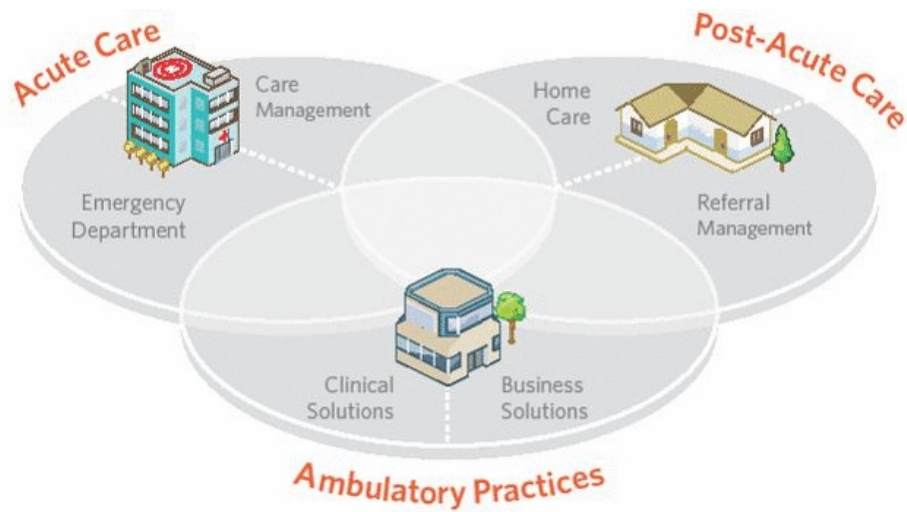 Acute Care
Care
Management
Emergency
Department
Post-Acute Care
Home
Care
Referral
Management
Clinical
Solutions
Business
Solutions
Ambulatory Practices